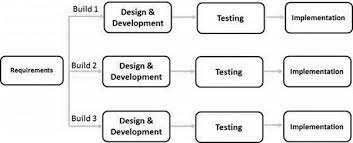 Build 1
Design &
Development
Testing
Implementation
Requirements
Build 2
Design &
Development
Testing
Implementation
Build 3
Design &
Development
Testing
Implementation